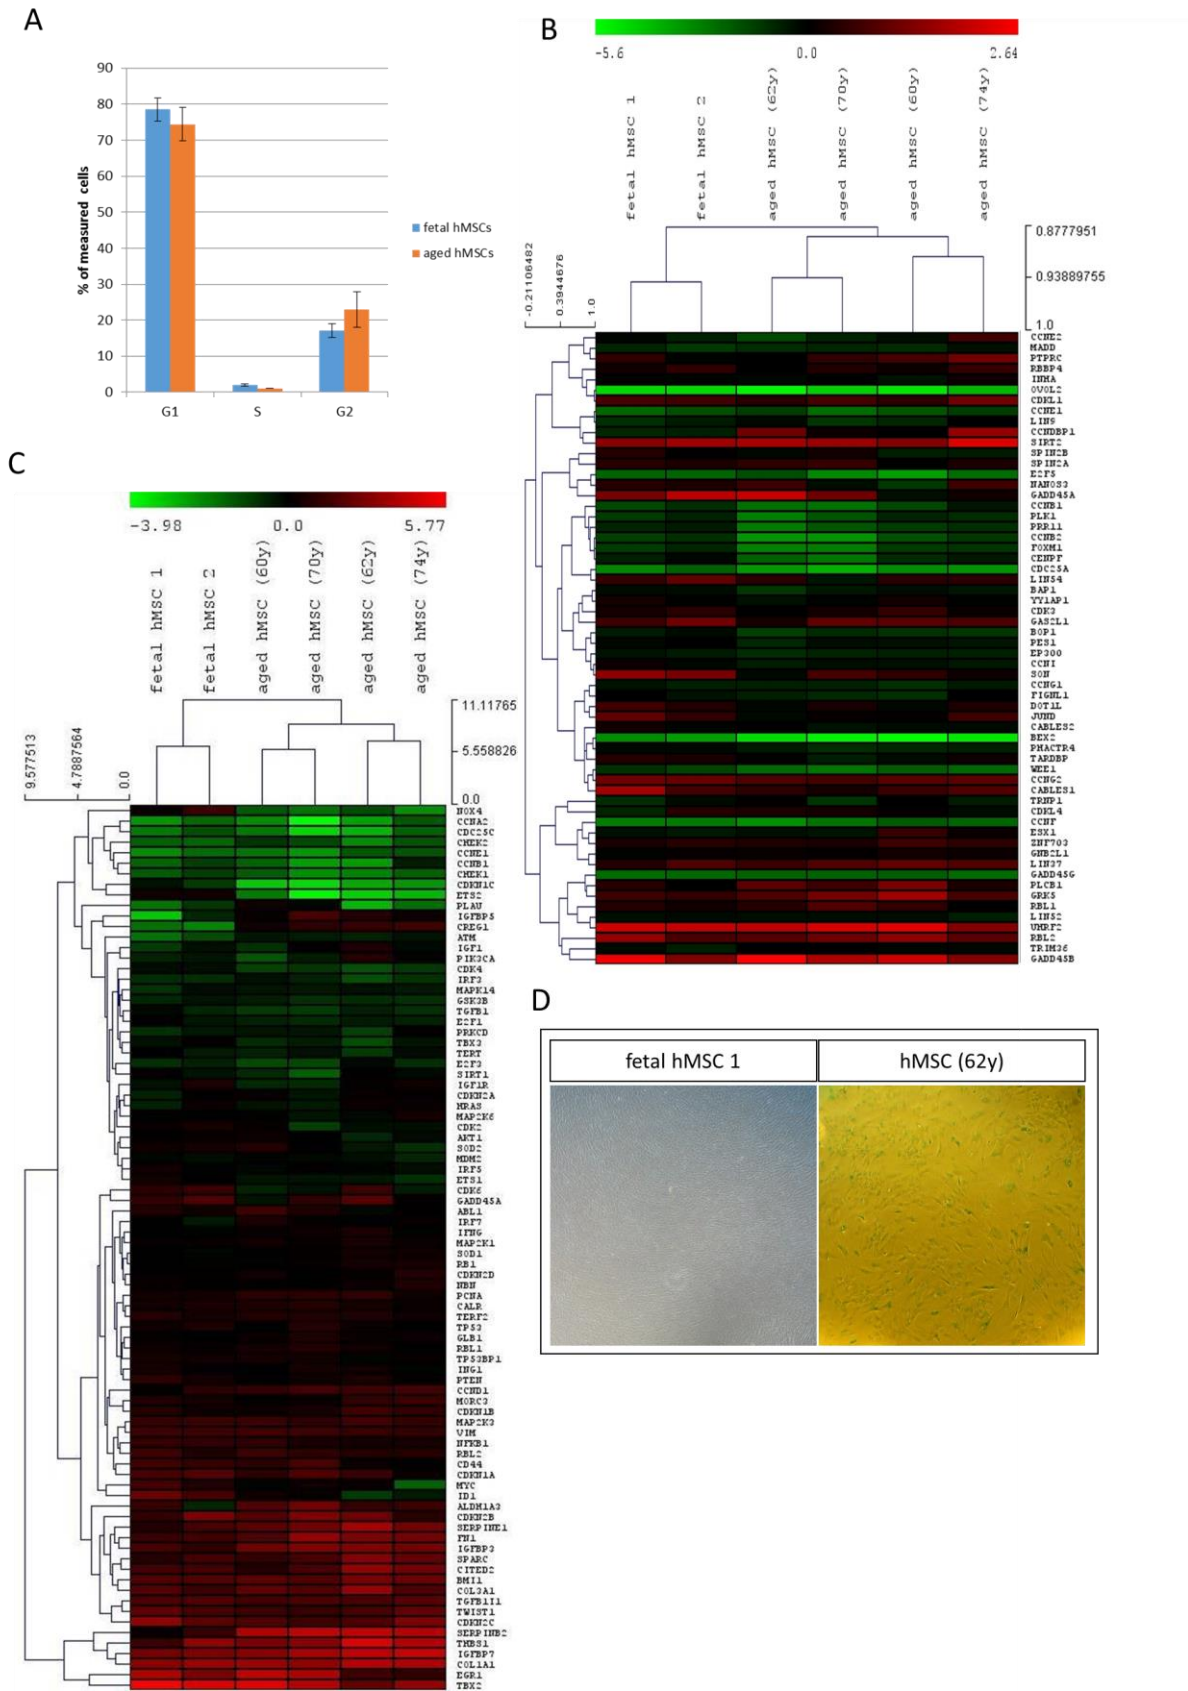 A
90
80
70
60
50
40
30
20
10
0
% of measured cells
G1 S G2
fetal hMSCs
aged hMSCs
B
-5.6 0.0 2.64
fetal hMSC 1
fetal hMSC 2
aged hMSC (62y)
aged hMSC (70y)
aged hMSC (60y)
aged hMSC (74y)
-0.21106482
0.3944676
1.0
0.8777951
0.93889755
1.0
CCNE2
MADD
PTPRC
RBBP4
INHA
OVOL2
CDKL1
CCNE1
LIN9
CCNDBP1
SIRT2
SPIN2B
SPIN2A
E2F5
NANOS3
GADD45A
CCNB1
PLK1
PRR11
CCNB2
FOXM1
CENPF
CDC25A
LIN54
BAP1
YY1AP1
CDK3
GAS2L1
BOP1
PES1
EP300
CCNI
SON
CCNG1
FIGNL1
DOT1L
JUND
CABLES2
BEX2
PHACTR4
TARDBP
WEE1
CCNG2
CABLES1
TRNP1
CDKL4
CCNF
ESX1
ZNF703
GNB2L1
LIN37
GADD45G
PLCB1
GRK5
RBL1
LIN52
UHRF2
RBL2
TRIM36
GADD45B
C
-3.98 0.0 5.77
fetal hMSC 1
fetal hMSC 2
aged hMSC (60y)
aged hMSC (70y)
aged hMSC (62y)
aged hMSC (74y)
9.577513
4.7887564
0.0
11.11765
5.558826
0.0
NOX4
CCNA2
CDC25C
CHEK2
CCNE1
CCNB1
CHEK1
CDKN1C
ETS2
PLAU
IGFBP5
CREG1
ATM
IGF1
PIK3CA
CDK4
IRF3
MAPK14
GSK3B
TGFB1
E2F1
PRKCD
TBX3
TERT
E2F3
SIRT1
IGF1R
CDKN2A
HRAS
MAP2K6
CDK2
AKT1
SOD2
MDM2
IRF5
ETS1
CDK6
GADD45A
ABL1
IRF7
IFNG
MAP2K1
SOD1
RB1
CDKN2D
NBN
PCNA
CALR
TERF2
TP53
GLB1
RBL1
TP53BP1
ING1
PTEN
CCND1
MORC3
CDKN1B
MAP2K3
VIM
NFKB1
RBL2
CD44
CDKN1A
MYC
ID1
ALDH1A3
CDKN2B
SERPINE1
FN1
IGFBP3
SPARC
CITED2
BMI1
COL3A1
TGFB1I1
TWIST1
CDKN2C
SERPINB2
THBS1
IGFBP7
COL1A1
EGR1
TBX2
D
fetal hMSC 1 hMSC (62y)